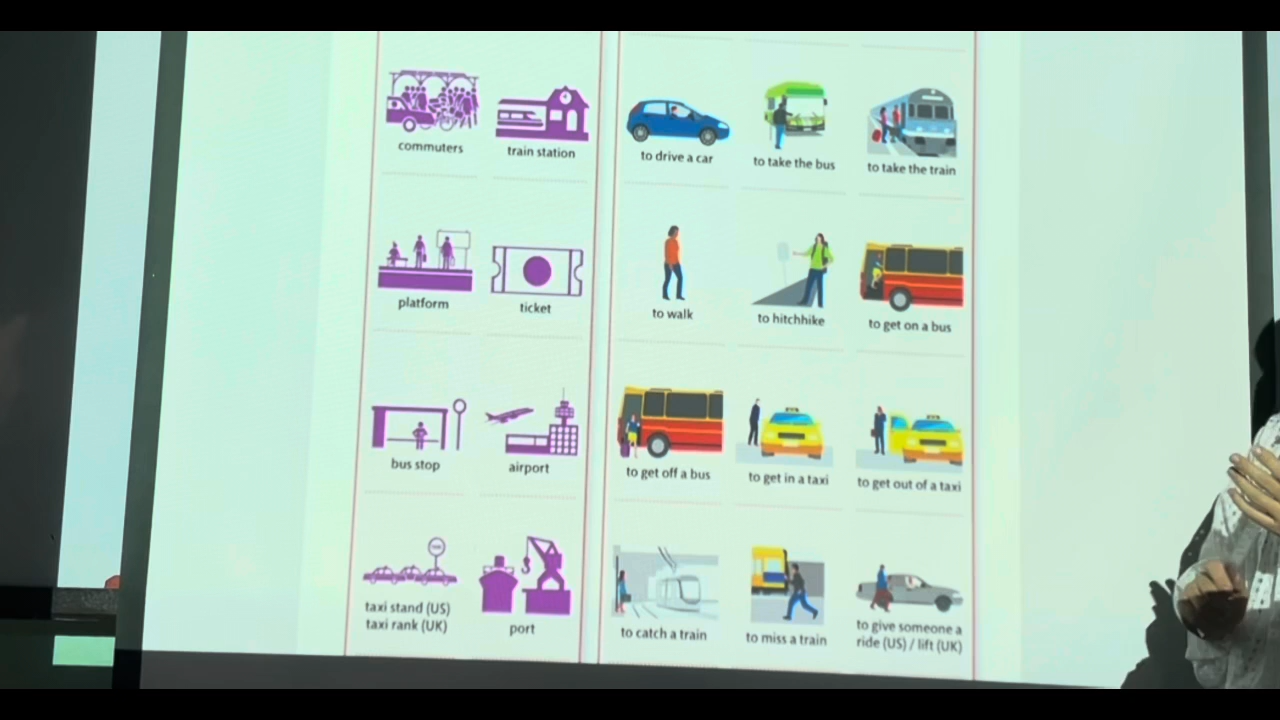 commuters
train station
platform
ticket
bus stop
airport
taxi stand (US)
taxi rank (UK)
port
to drive a car
to take the bus
to take the train
to walk
to hitchhike
to get on a bus
to get off a bus
to get in a taxi
to get out of a taxi
to catch a train
to miss a train
to give someone a
ride (US) / lift (UK)